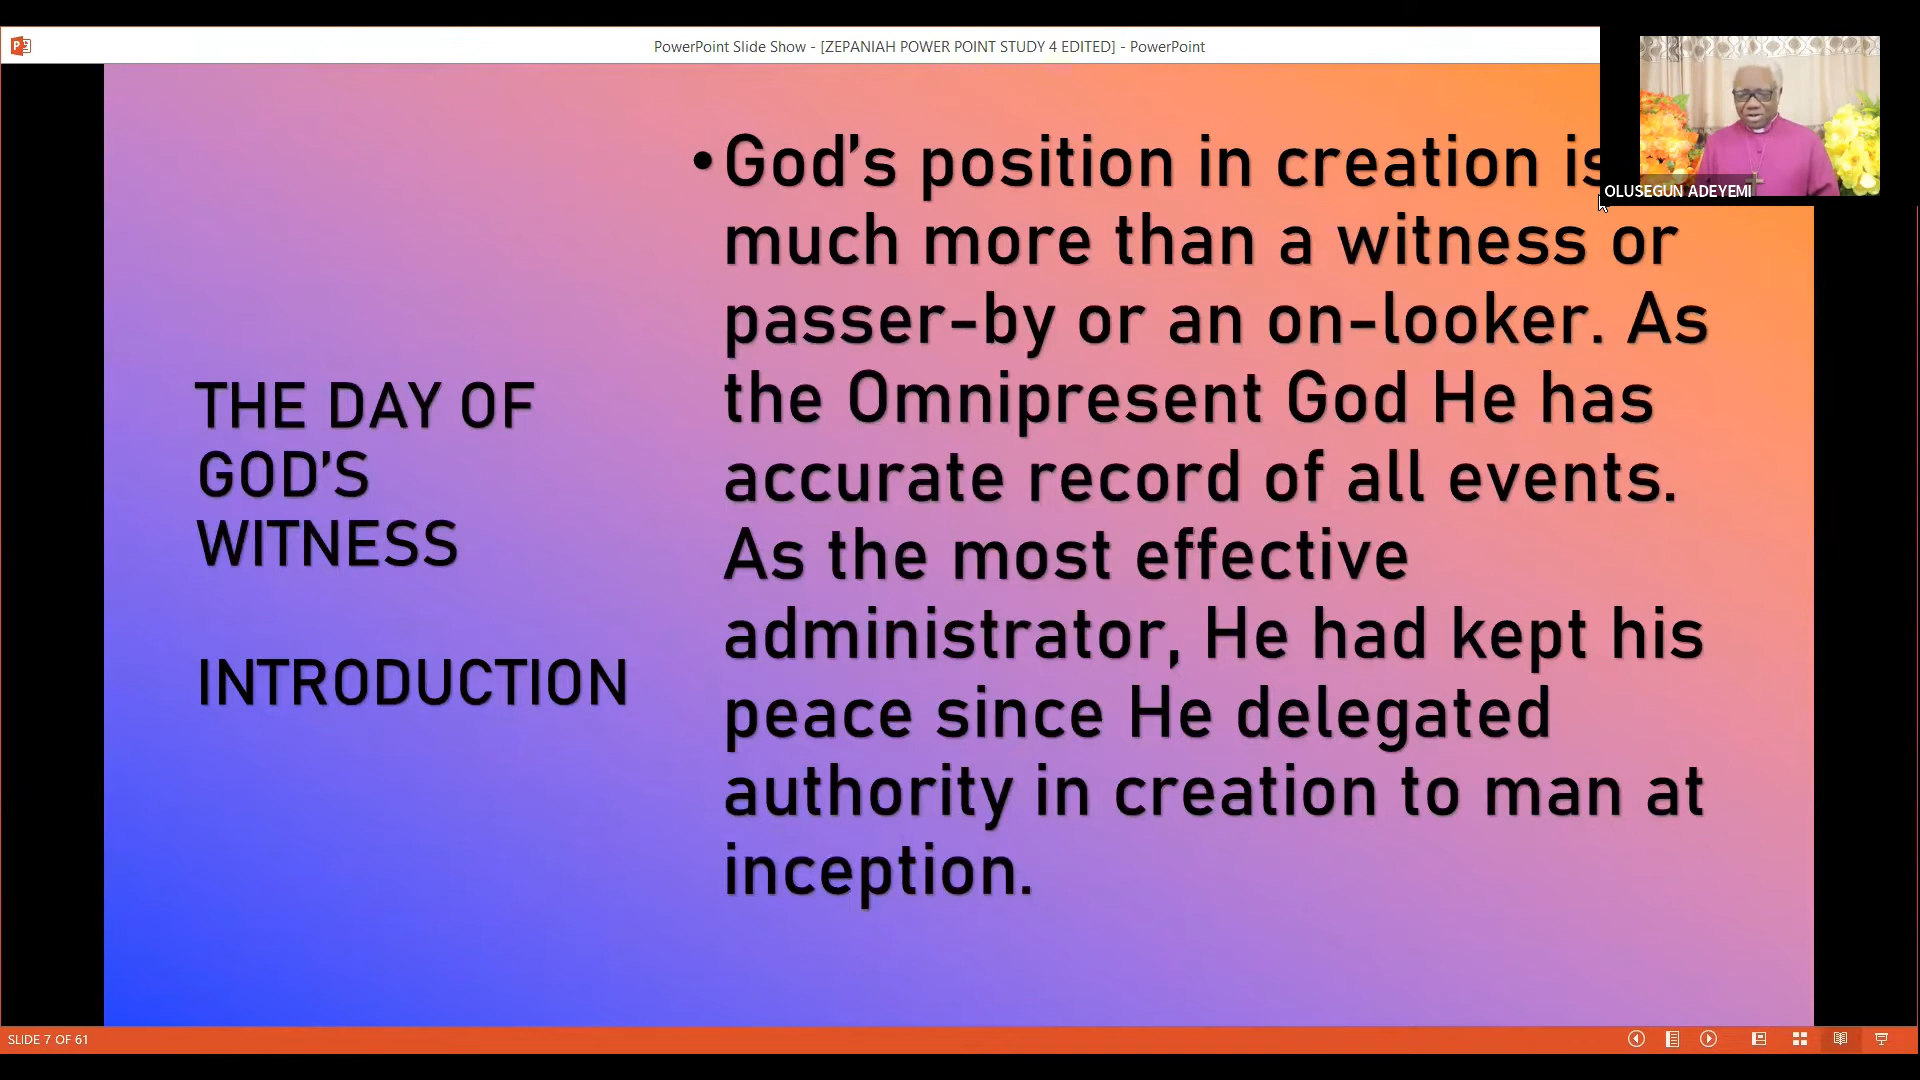 PowerPoint Slide Show - [ZEPANIAH POWER POINT STUDY 4 EDITED] - PowerPoint
OLUSEGUN ADEYEMI
THE DAY OF
GOD’S
WITNESS
INTRODUCTION
•God’s position in creation is
much more than a witness or
passer-by or an on-looker. As
the Omnipresent God He has
accurate record of all events.
As the most effective
administrator, He had kept his
peace since He delegated
authority in creation to man at
inception.
SLIDE 7 OF 61